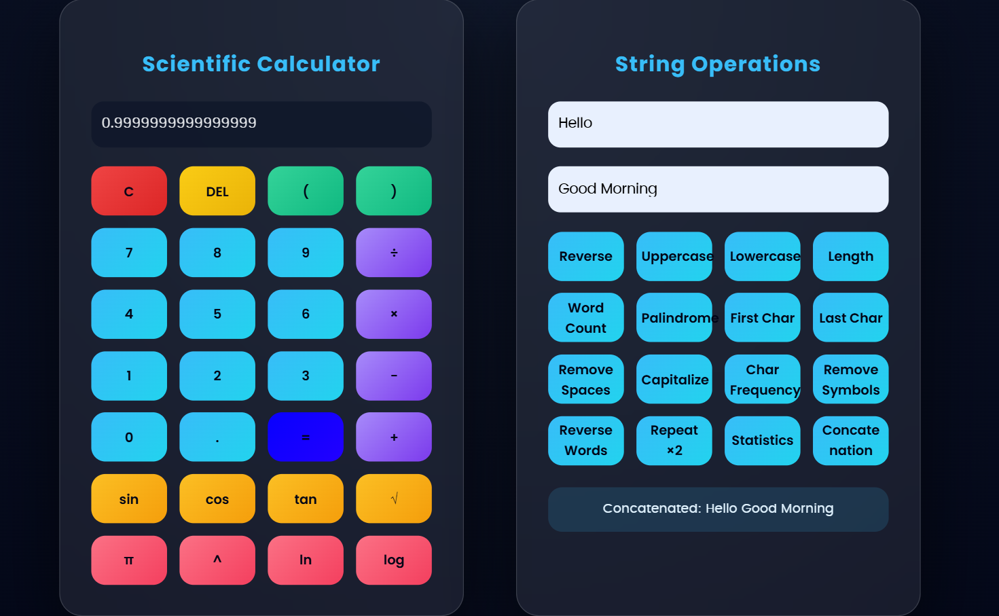 Scientific Calculator
0.9999999999999999
C DEL ( )
7 8 9 ÷
4 5 6 ×
1 2 3 −
0 . = +
sin cos tan √
π ^ ln log
String Operations
Hello
Good Morning
Reverse Uppercase Lowercase Length
Word
Count
Palindrome First Char Last Char
Remove
Spaces
Capitalize
Char
Frequency
Remove
Symbols
Reverse
Words
Repeat
×2
Statistics
Concate
nation
Concatenated: Hello Good Morning